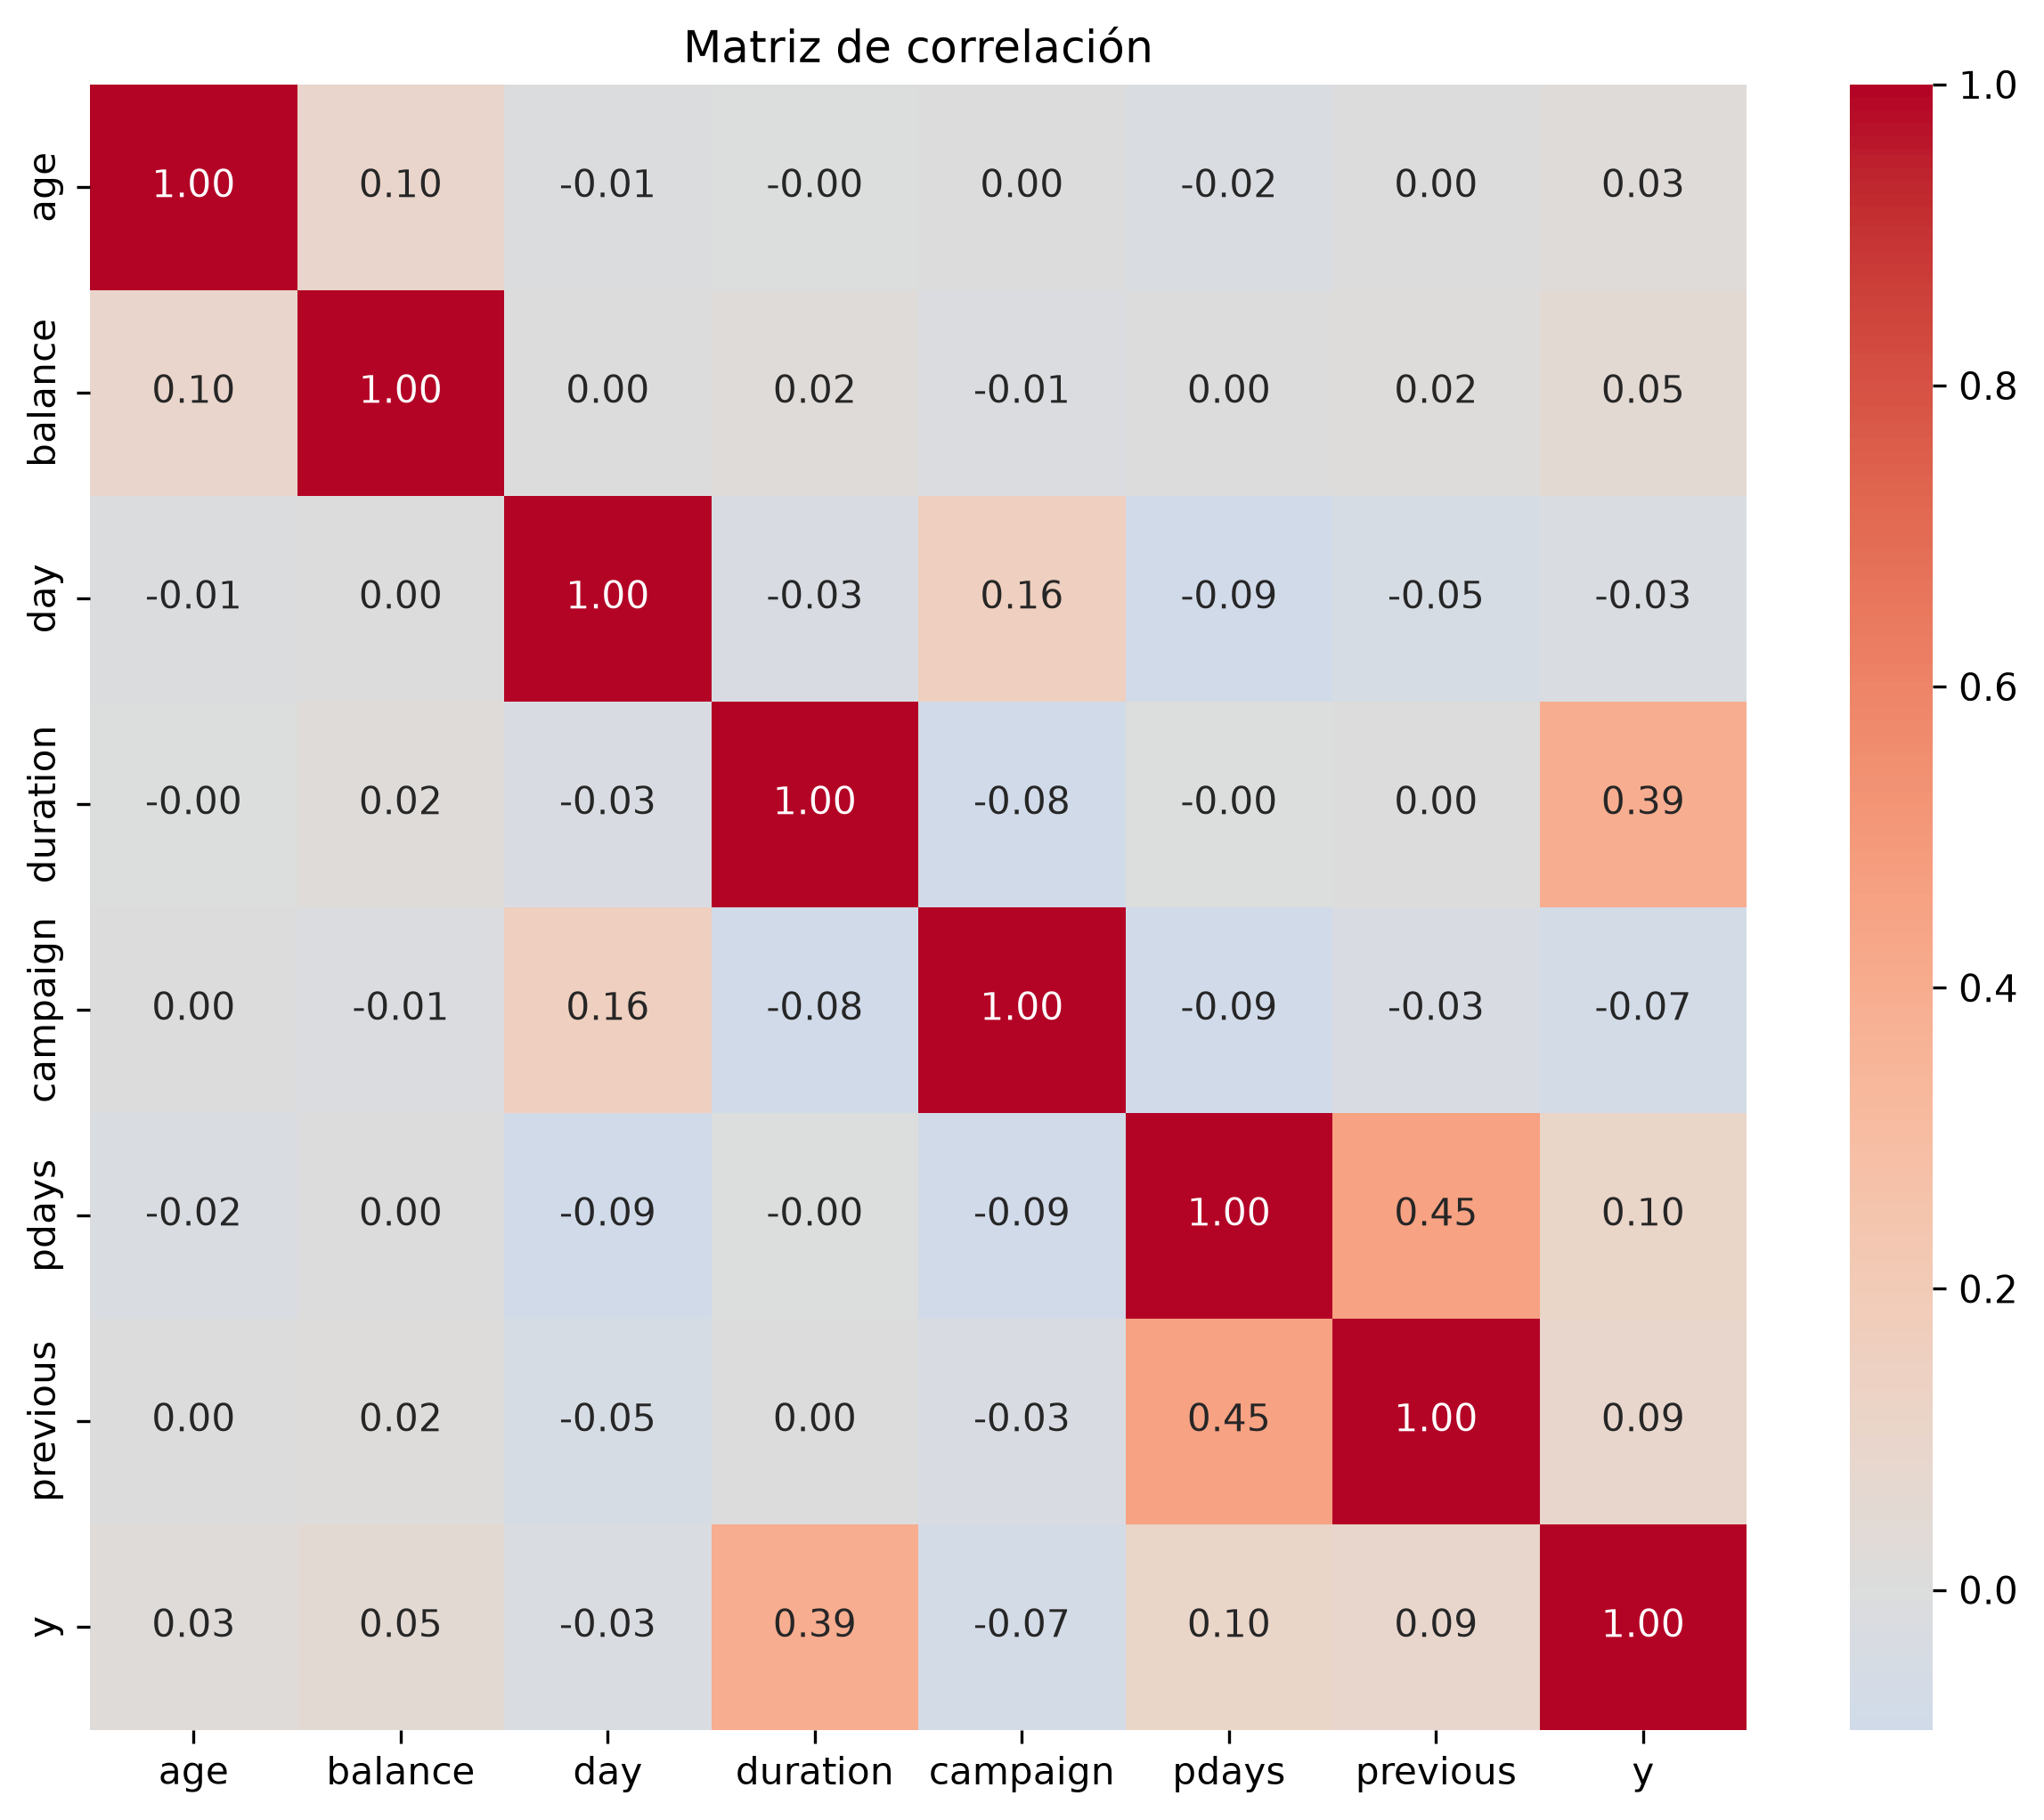 Matriz de correlación
age 1.00 0.10 -0.01 -0.00 0.00 -0.02 0.00 0.03
balance 0.10 1.00 0.00 0.02 -0.01 0.00 0.02 0.05
day -0.01 0.00 1.00 -0.03 0.16 -0.09 -0.05 -0.03
duration -0.00 0.02 -0.03 1.00 -0.08 -0.00 0.00 0.39
campaign 0.00 -0.01 0.16 -0.08 1.00 -0.09 -0.03 -0.07
pdays -0.02 0.00 -0.09 -0.00 -0.09 1.00 0.45 0.10
previous 0.00 0.02 -0.05 0.00 -0.03 0.45 1.00 0.09
y 0.03 0.05 -0.03 0.39 -0.07 0.10 0.09 1.00
age balance day duration campaign pdays previous y
1.0
0.8
0.6
0.4
0.2
0.0